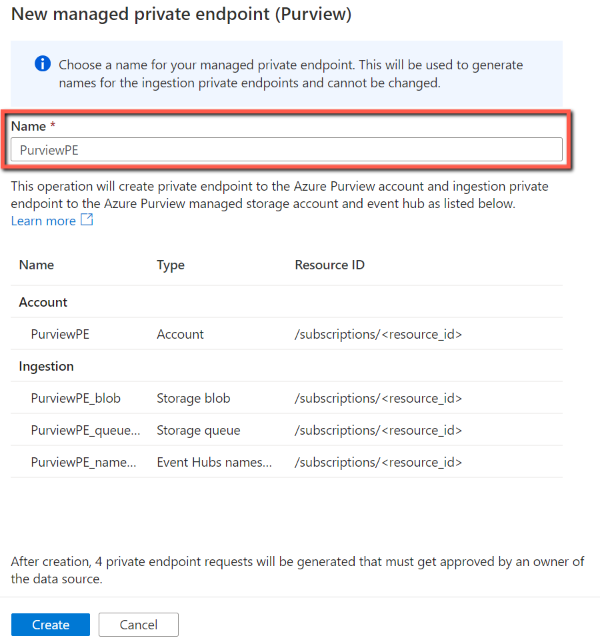 New managed private endpoint (Purview)
Choose a name for your managed private endpoint. This will be used to generate
names for the ingestion private endpoints and cannot be changed.
Name *
PurviewPE
This operation will create private endpoint to the Azure Purview account and ingestion private
endpoint to the Azure Purview managed storage account and event hub as listed below.
Learn more
Name Type Resource ID
Account
PurviewPE Account /subscriptions/<resource_id>
Ingestion
PurviewPE_blob Storage blob /subscriptions/<resource_id>
PurviewPE_queue... Storage queue /subscriptions/<resource_id>
PurviewPE_name... Event Hubs names... /subscriptions/<resource_id>
After creation, 4 private endpoint requests will be generated that must get approved by an owner of
the data source.
Create Cancel